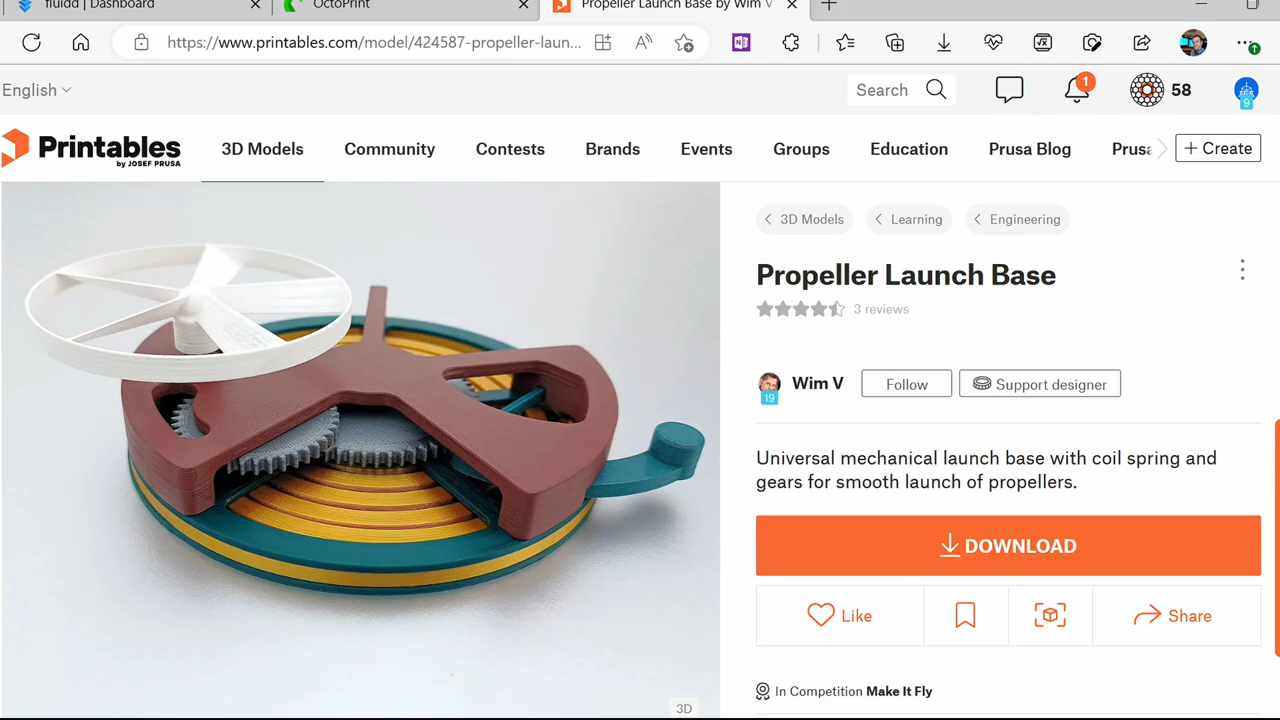 fluidd | Dashboard
OctoPrint
Propeller Launch Base by Wim V
https://www.printables.com/model/424587-propeller-laun...
English
Search
1
58
9
Printables
by JOSEF PRUSA
3D Models
Community
Contests
Brands
Events
Groups
Education
Prusa Blog
Prusa
+ Create
3D Models
Learning
Engineering
Propeller Launch Base
3 reviews
19
Wim V
Follow
Support designer
Universal mechanical launch base with coil spring and
gears for smooth launch of propellers.
DOWNLOAD
Like
Share
In Competition Make It Fly
3D